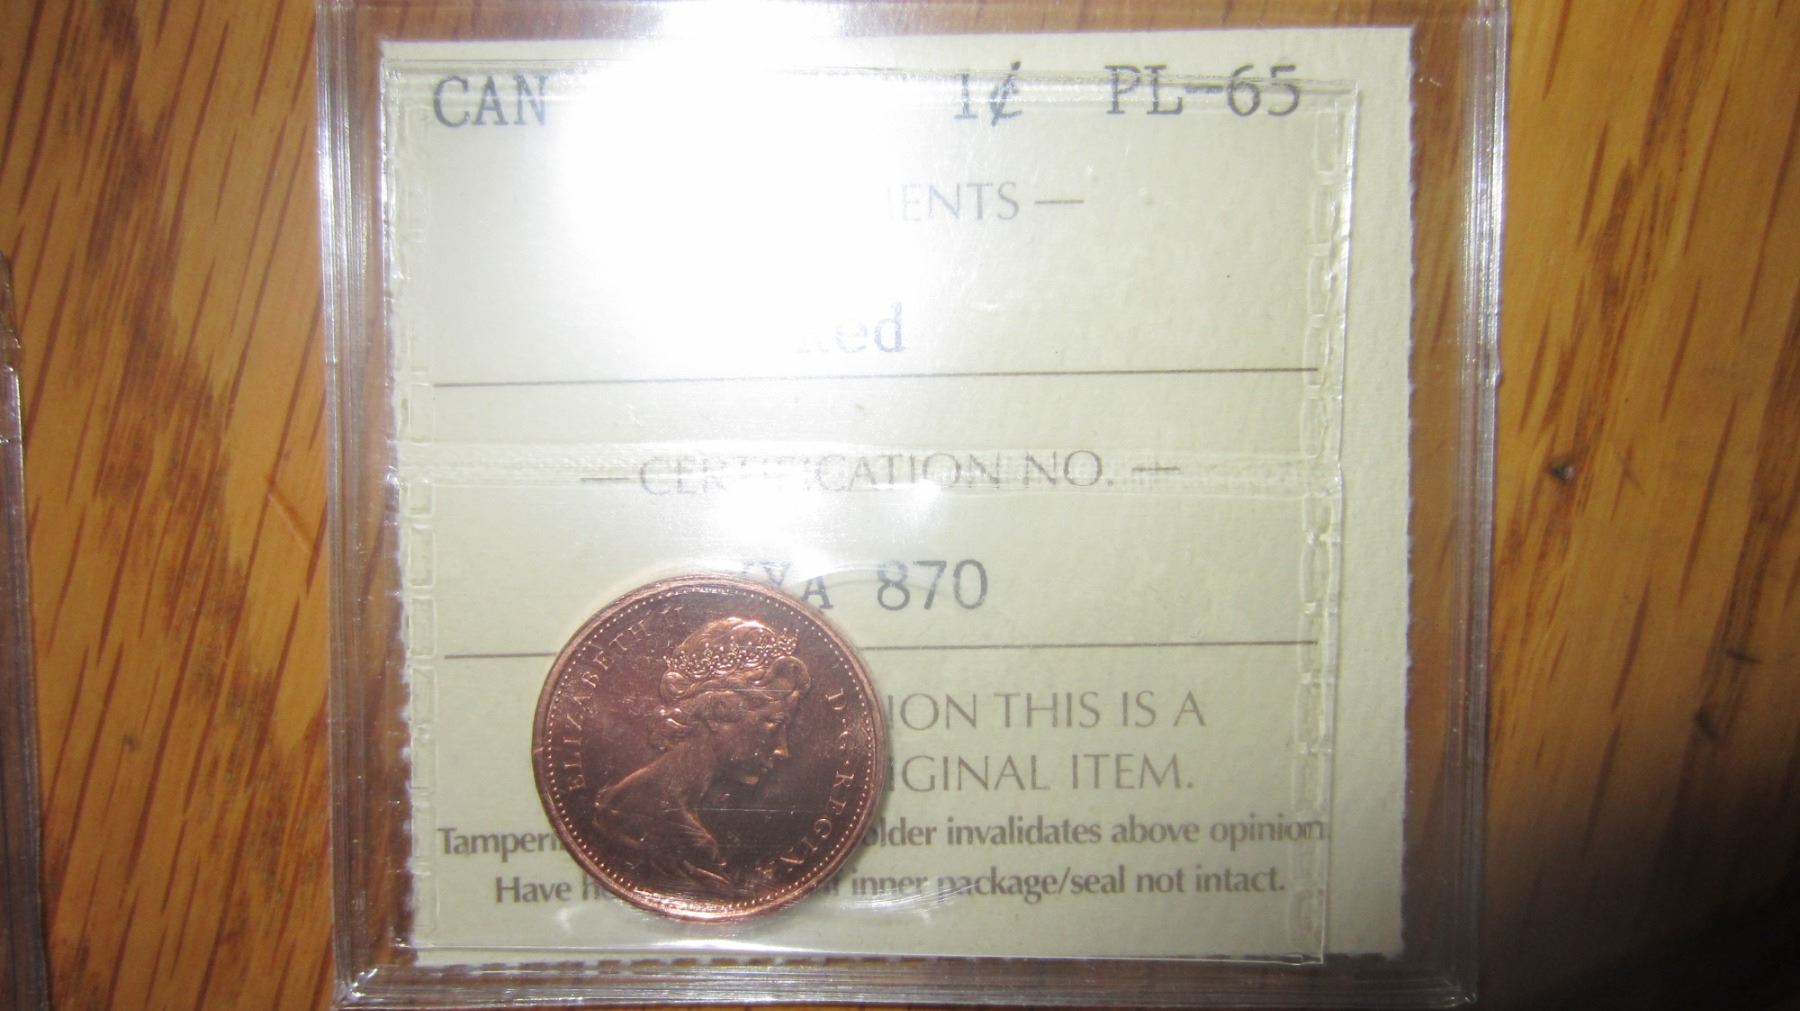 CAN 1¢ PL-65
ENTS —
Red
—CERTIFICATION NO.—
A 870
ION THIS IS A
GINAL ITEM.
older invalidates above opinion.
Have inner package/seal not intact.
ELIZABETH II D·G·REGINA